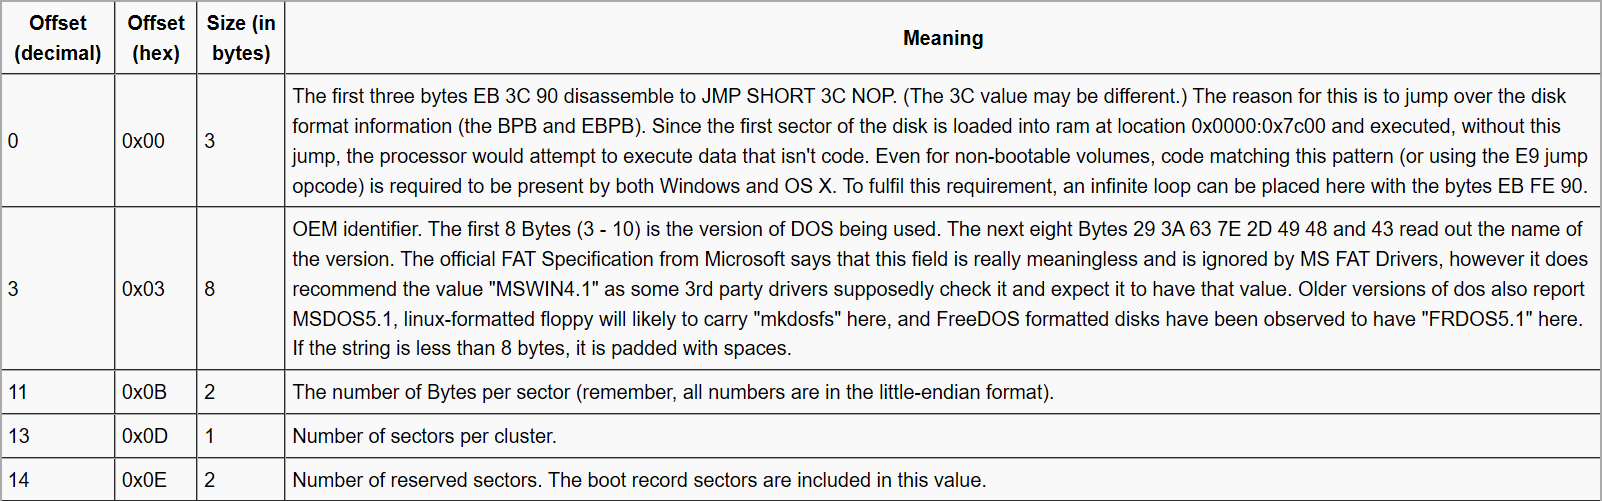 Offset (decimal)
Offset (hex)
Size (in bytes)
Meaning
0
0x00
3
The first three bytes EB 3C 90 disassemble to JMP SHORT 3C NOP. (The 3C value may be different.) The reason for this is to jump over the disk
format information (the BPB and EBPB). Since the first sector of the disk is loaded into ram at location 0x0000:0x7c00 and executed, without this
jump, the processor would attempt to execute data that isn't code. Even for non-bootable volumes, code matching this pattern (or using the E9 jump
opcode) is required to be present by both Windows and OS X. To fulfil this requirement, an infinite loop can be placed here with the bytes EB FE 90.
3
0x03
8
OEM identifier. The first 8 Bytes (3 - 10) is the version of DOS being used. The next eight Bytes 29 3A 63 7E 2D 49 48 and 43 read out the name of
the version. The official FAT Specification from Microsoft says that this field is really meaningless and is ignored by MS FAT Drivers, however it does
recommend the value "MSWIN4.1" as some 3rd party drivers supposedly check it and expect it to have that value. Older versions of dos also report
MSDOS5.1, linux-formatted floppy will likely to carry "mkdosfs" here, and FreeDOS formatted disks have been observed to have "FRDOS5.1" here.
If the string is less than 8 bytes, it is padded with spaces.
11
0x0B
2
The number of Bytes per sector (remember, all numbers are in the little-endian format).
13
0x0D
1
Number of sectors per cluster.
14
0x0E
2
Number of reserved sectors. The boot record sectors are included in this value.